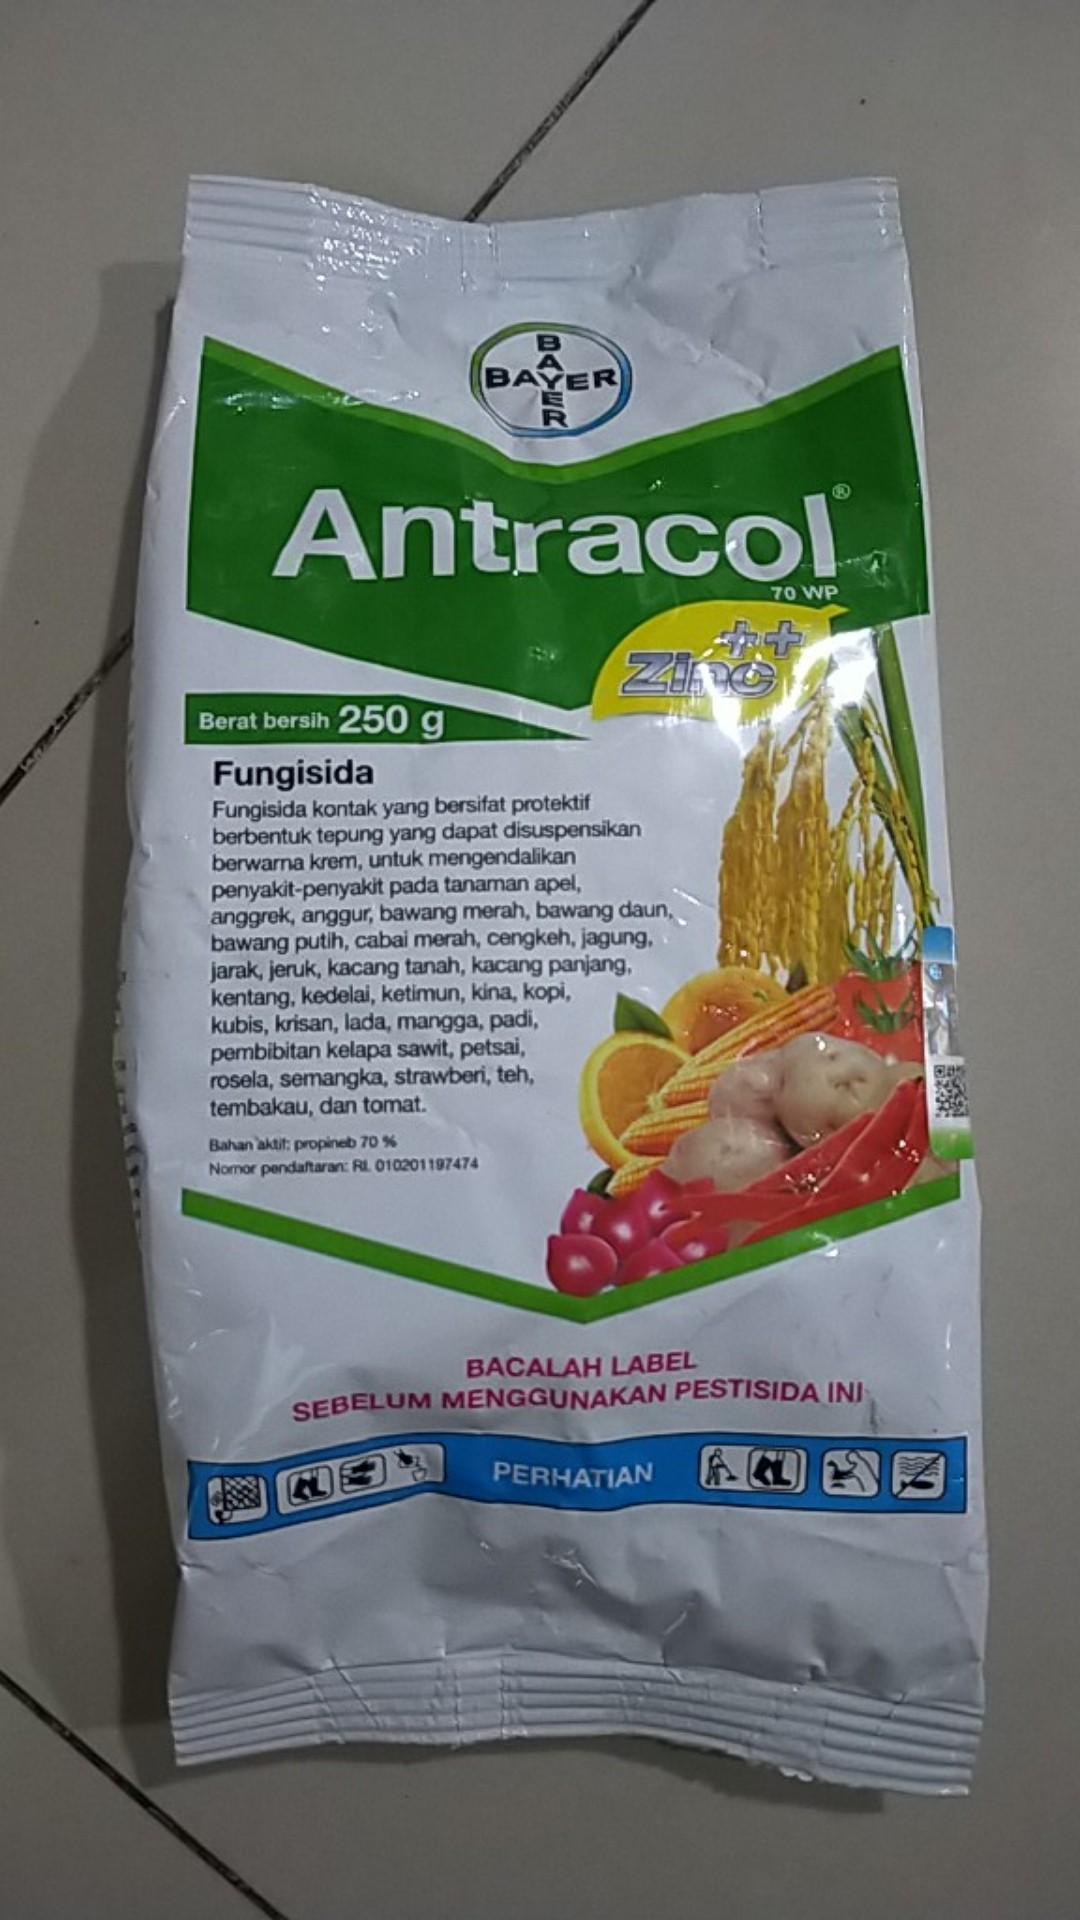 BAYER
BAYER
Antracol®
70 WP
Zinc++
Berat bersih 250 g
Fungisida
Fungisida kontak yang bersifat protektif
berbentuk tepung yang dapat disuspensikan
berwarna krem, untuk mengendalikan
penyakit-penyakit pada tanaman apel,
anggrek, anggur, bawang merah, bawang daun,
bawang putih, cabai merah, cengkeh, jagung,
jarak, jeruk, kacang tanah, kacang panjang,
kentang, kedelai, ketimun, kina, kopi,
kubis, krisan, lada, mangga, padi,
pembibitan kelapa sawit, petsai,
rosela, semangka, strawberi, teh,
tembakau, dan tomat.
Bahan aktif: propineb 70 %
Nomor pendaftaran: RI. 010201197474
BACALAH LABEL
SEBELUM MENGGUNAKAN PESTISIDA INI
PERHATIAN